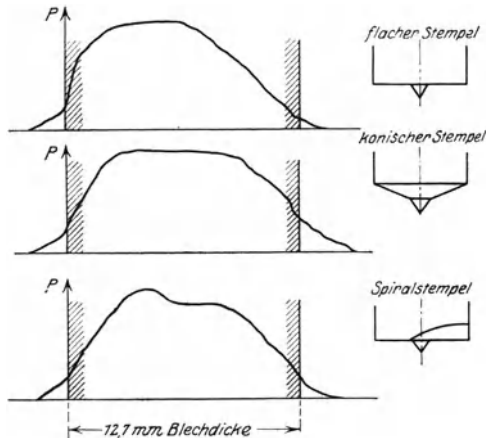 P
flacher Stempel
P
konischer Stempel
P
Spiralstempel
12,7 mm Blechdicke